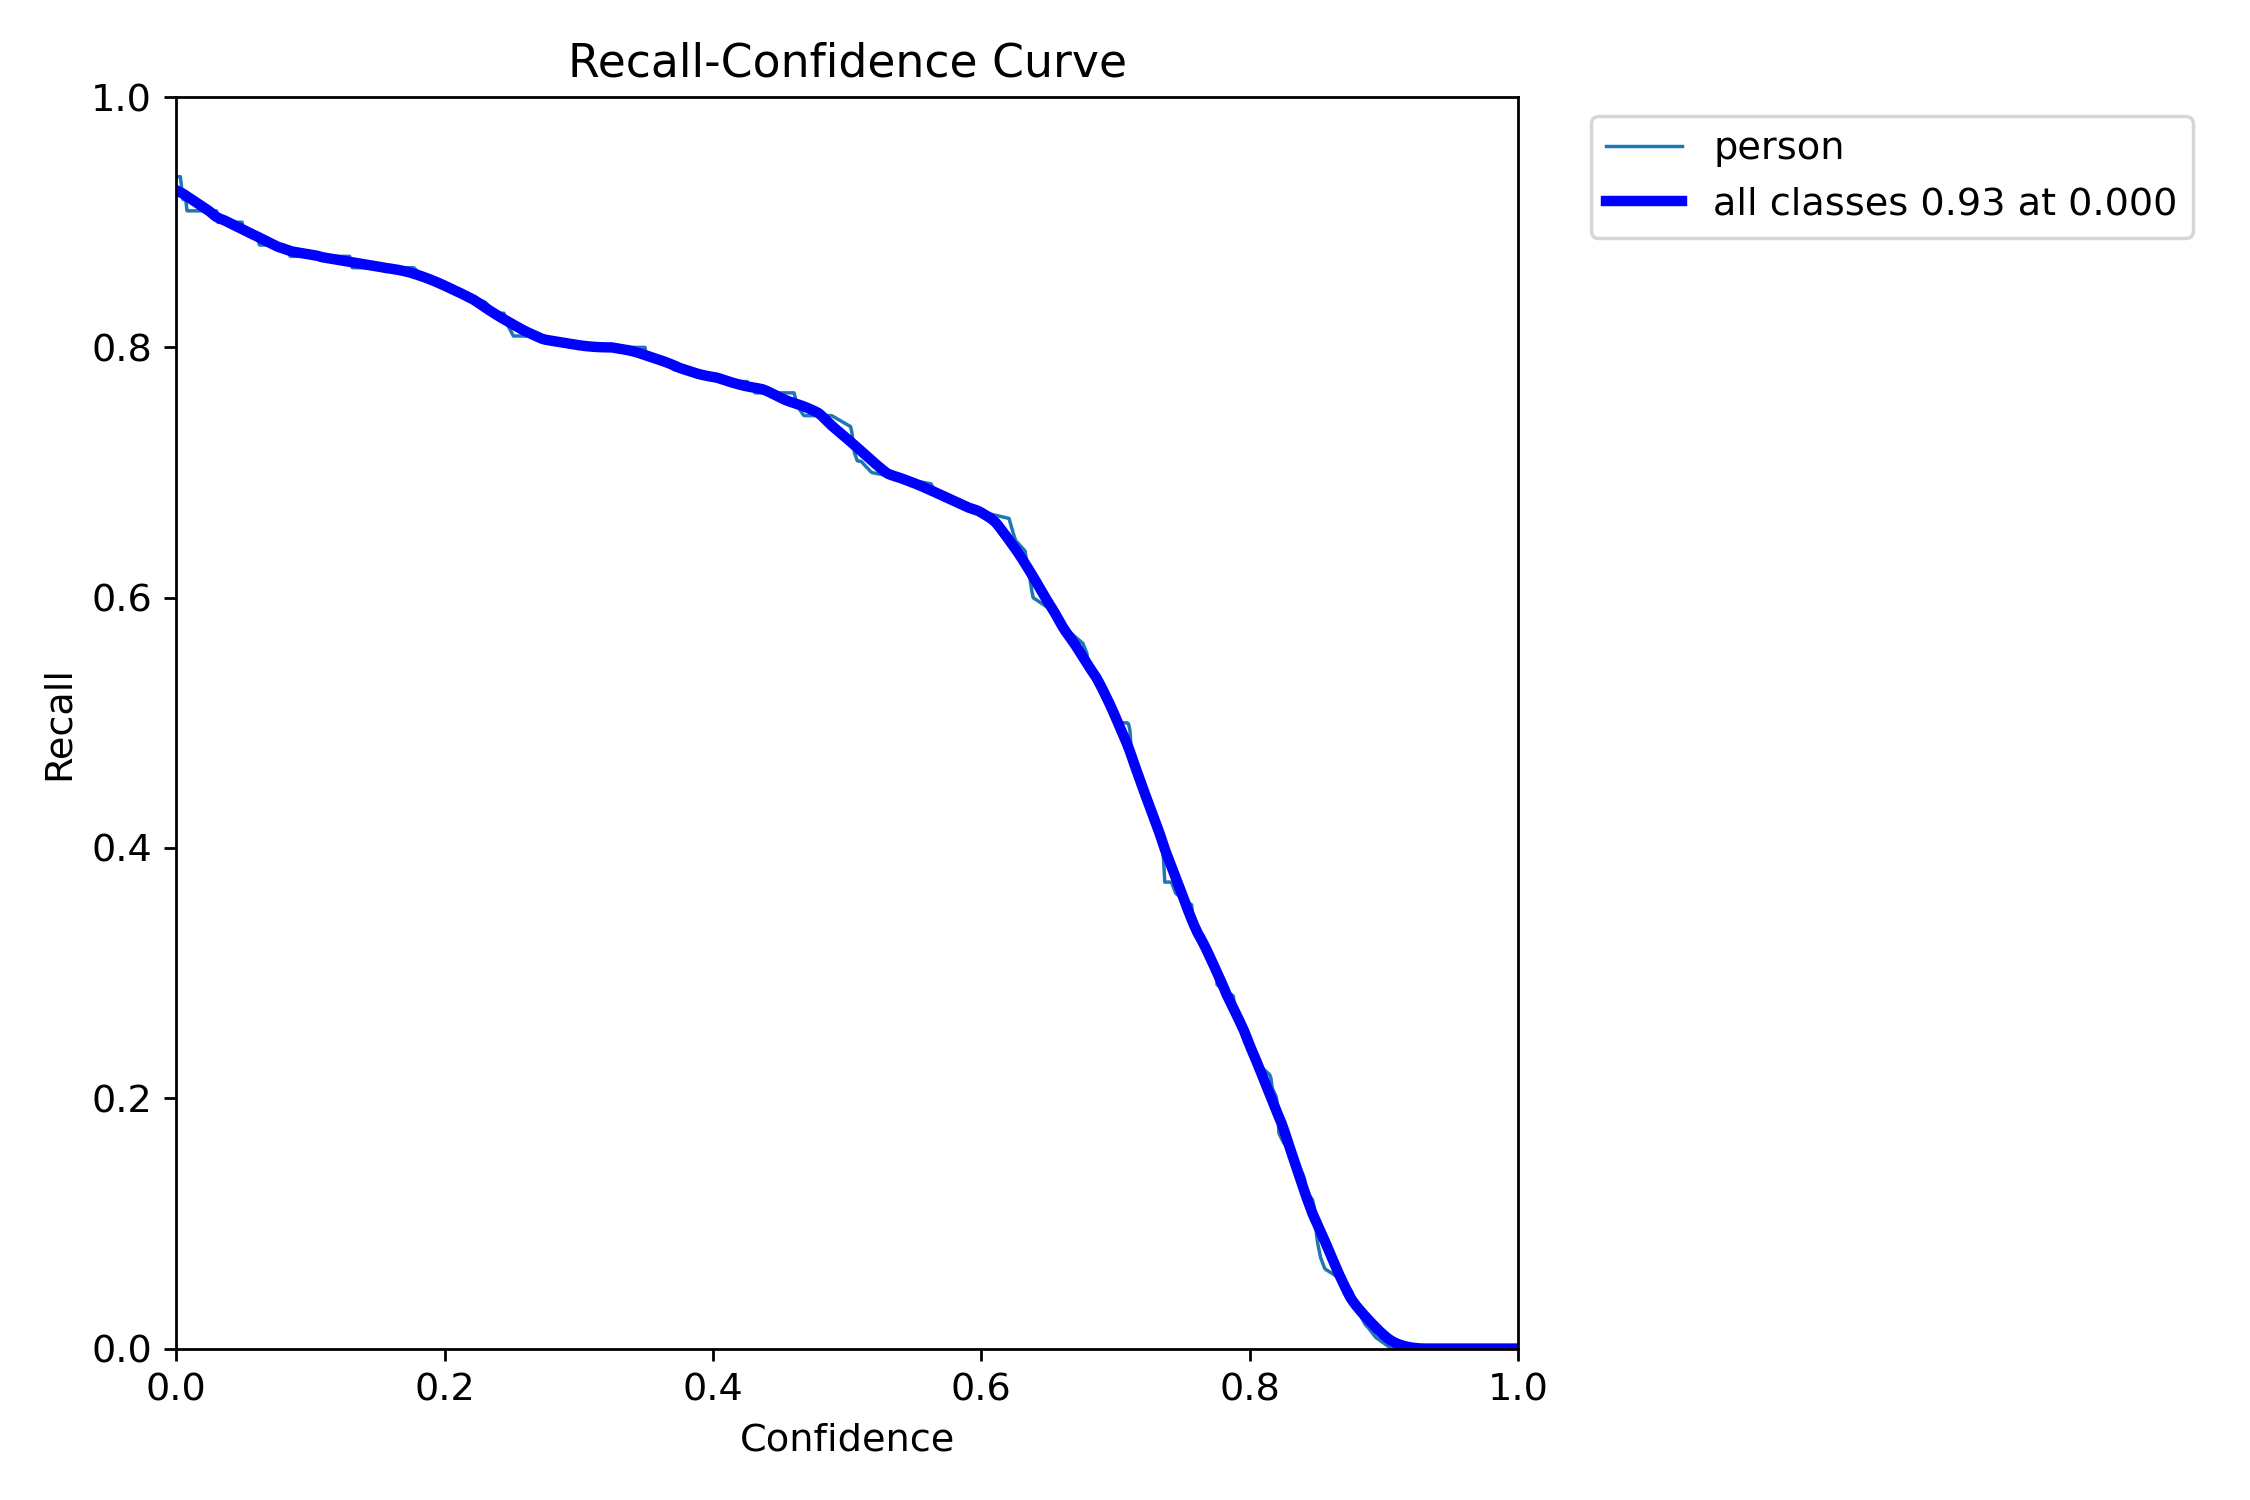 Recall-Confidence Curve
person
all classes 0.93 at 0.000
1.0
0.8
0.6
0.4
0.2
0.0
Recall
0.0 0.2 0.4 0.6 0.8 1.0
Confidence